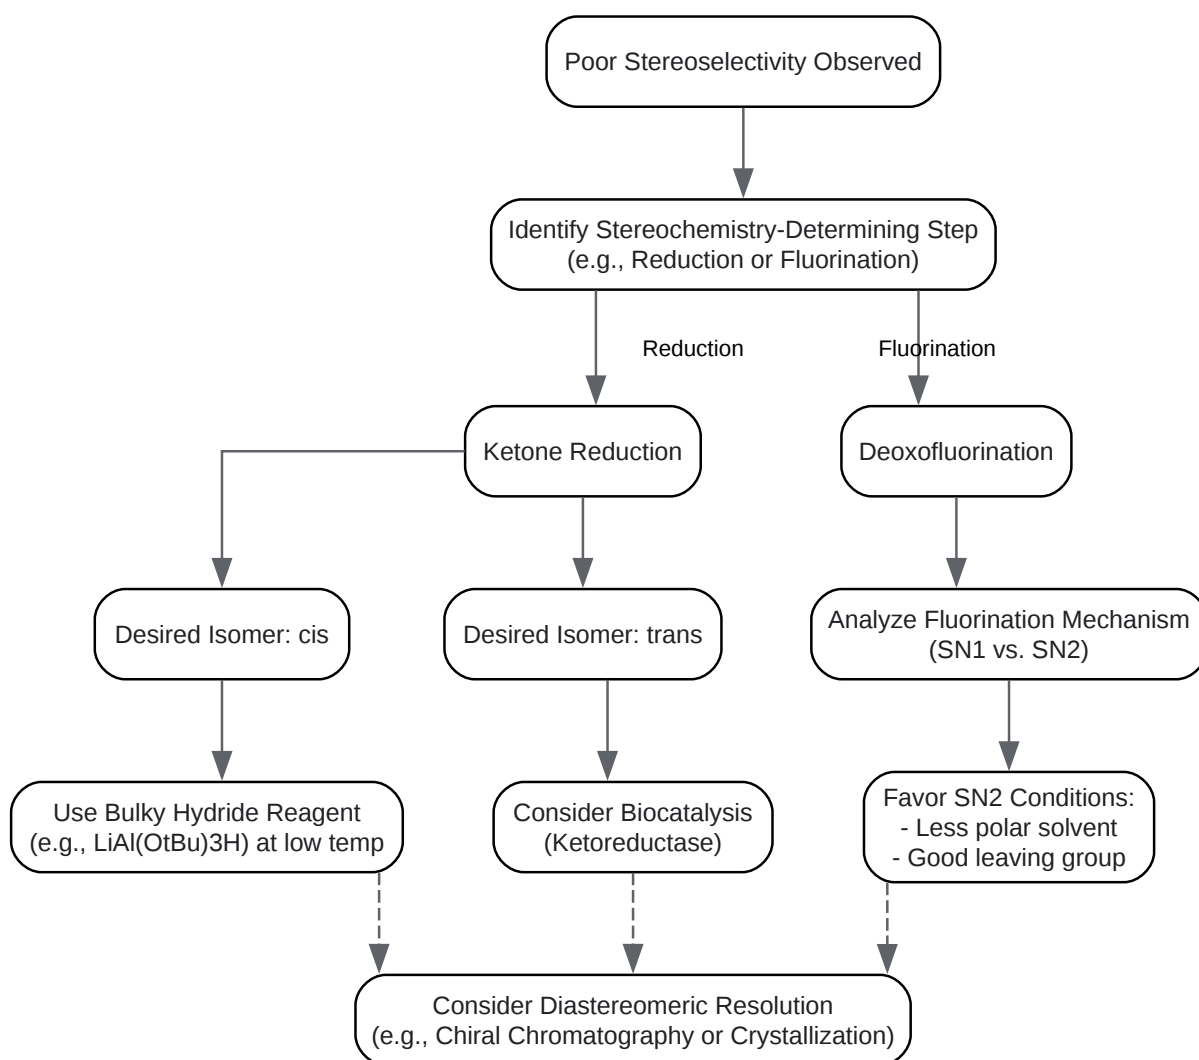 Poor Stereoselectivity Observed
Identify Stereochemistry-Determining Step
(e.g., Reduction or Fluorination)
Reduction
Fluorination
Ketone Reduction
Deoxofluorination
Desired Isomer: cis
Desired Isomer: trans
Analyze Fluorination Mechanism
(SN1 vs. SN2)
Use Bulky Hydride Reagent
(e.g., LiAl(OtBu)3H) at low temp
Consider Biocatalysis
(Ketoreductase)
Favor SN2 Conditions:
- Less polar solvent
- Good leaving group
Consider Diastereomeric Resolution
(e.g., Chiral Chromatography or Crystallization)